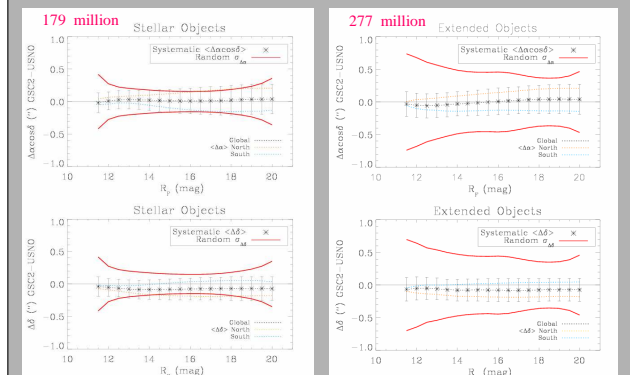 179 million
277 million
Stellar Objects
Systematic <Δαcosδ>
Random σΔα
Δαcosδ (") GSC2-USNO
1.0
0.5
0.0
-0.5
-1.0
Global
<Δα> North
South
10 12 14 16 18 20
R_F (mag)
Extended Objects
Systematic <Δαcosδ>
Random σΔα
Δαcosδ (") GSC2-USNO
1.0
0.5
0.0
-0.5
-1.0
Global
<Δα> North
South
10 12 14 16 18 20
R_F (mag)
Stellar Objects
Systematic <Δδ>
Random σΔδ
Δδ (") GSC2-USNO
1.0
0.5
0.0
-0.5
-1.0
Global
<Δδ> North
South
10 12 14 16 18 20
(mag)
Extended Objects
Systematic <Δδ>
Random σΔδ
Δδ (") GSC2-USNO
1.0
0.5
0.0
-0.5
-1.0
Global
<Δδ> North
South
10 12 14 16 18 20
(mag)